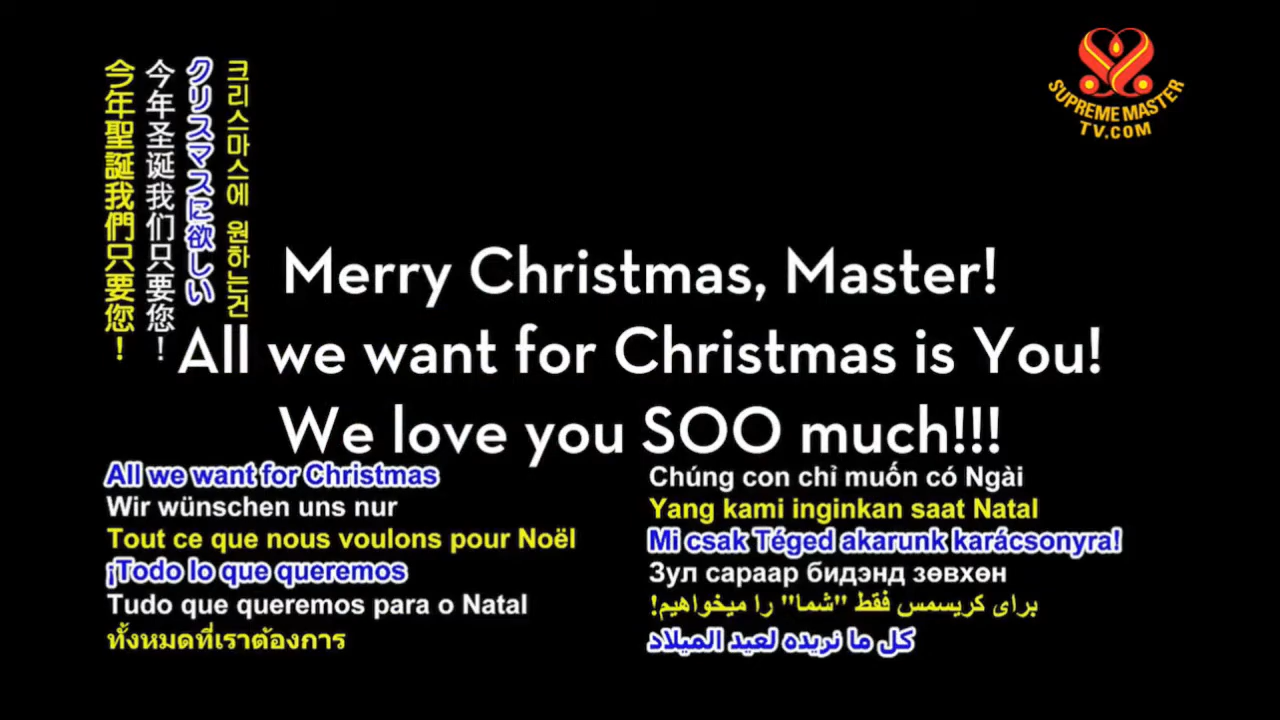 今年聖誕我們只要您！
今年圣诞我们只要您！
クリスマスに欲しい
크리스마스에 원하는건
SUPREME MASTER
TV.COM
Merry Christmas, Master!
All we want for Christmas is You!
We love you SOO much!!!
All we want for Christmas
Wir wünschen uns nur
Tout ce que nous voulons pour Noël
¡Todo lo que queremos
Tudo que queremos para o Natal
ทั้งหมดที่เราต้องการ
Chúng con chỉ muốn có Ngài
Yang kami inginkan saat Natal
Mi csak Téged akarunk karácsonyra!
Зул сараар бидэнд зөвхөн
برای کریسمس فقط "شما" را میخواهیم!
كل ما نريده لعيد الميلاد